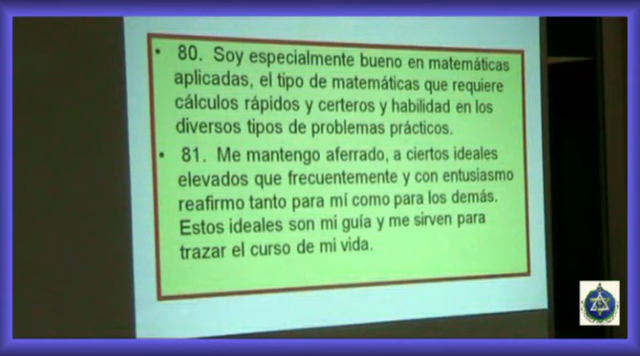 • 80. Soy especialmente bueno en matemáticas
aplicadas, el tipo de matemáticas que requiere
cálculos rápidos y certeros y habilidad en los
diversos tipos de problemas prácticos.
• 81. Me mantengo aferrado, a ciertos ideales
elevados que frecuentemente y con entusiasmo
reafirmo tanto para mí como para los demás.
Estos ideales son mi guía y me sirven para
trazar el curso de mi vida.